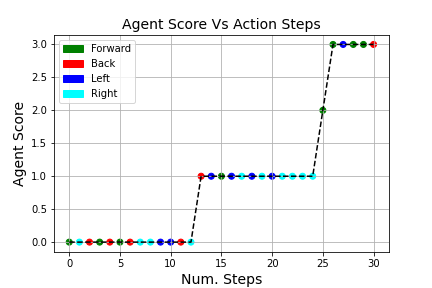 Agent Score Vs Action Steps
Agent Score
3.0
2.5
2.0
1.5
1.0
0.5
0.0
Forward
Back
Left
Right
0 5 10 15 20 25 30
Num. Steps